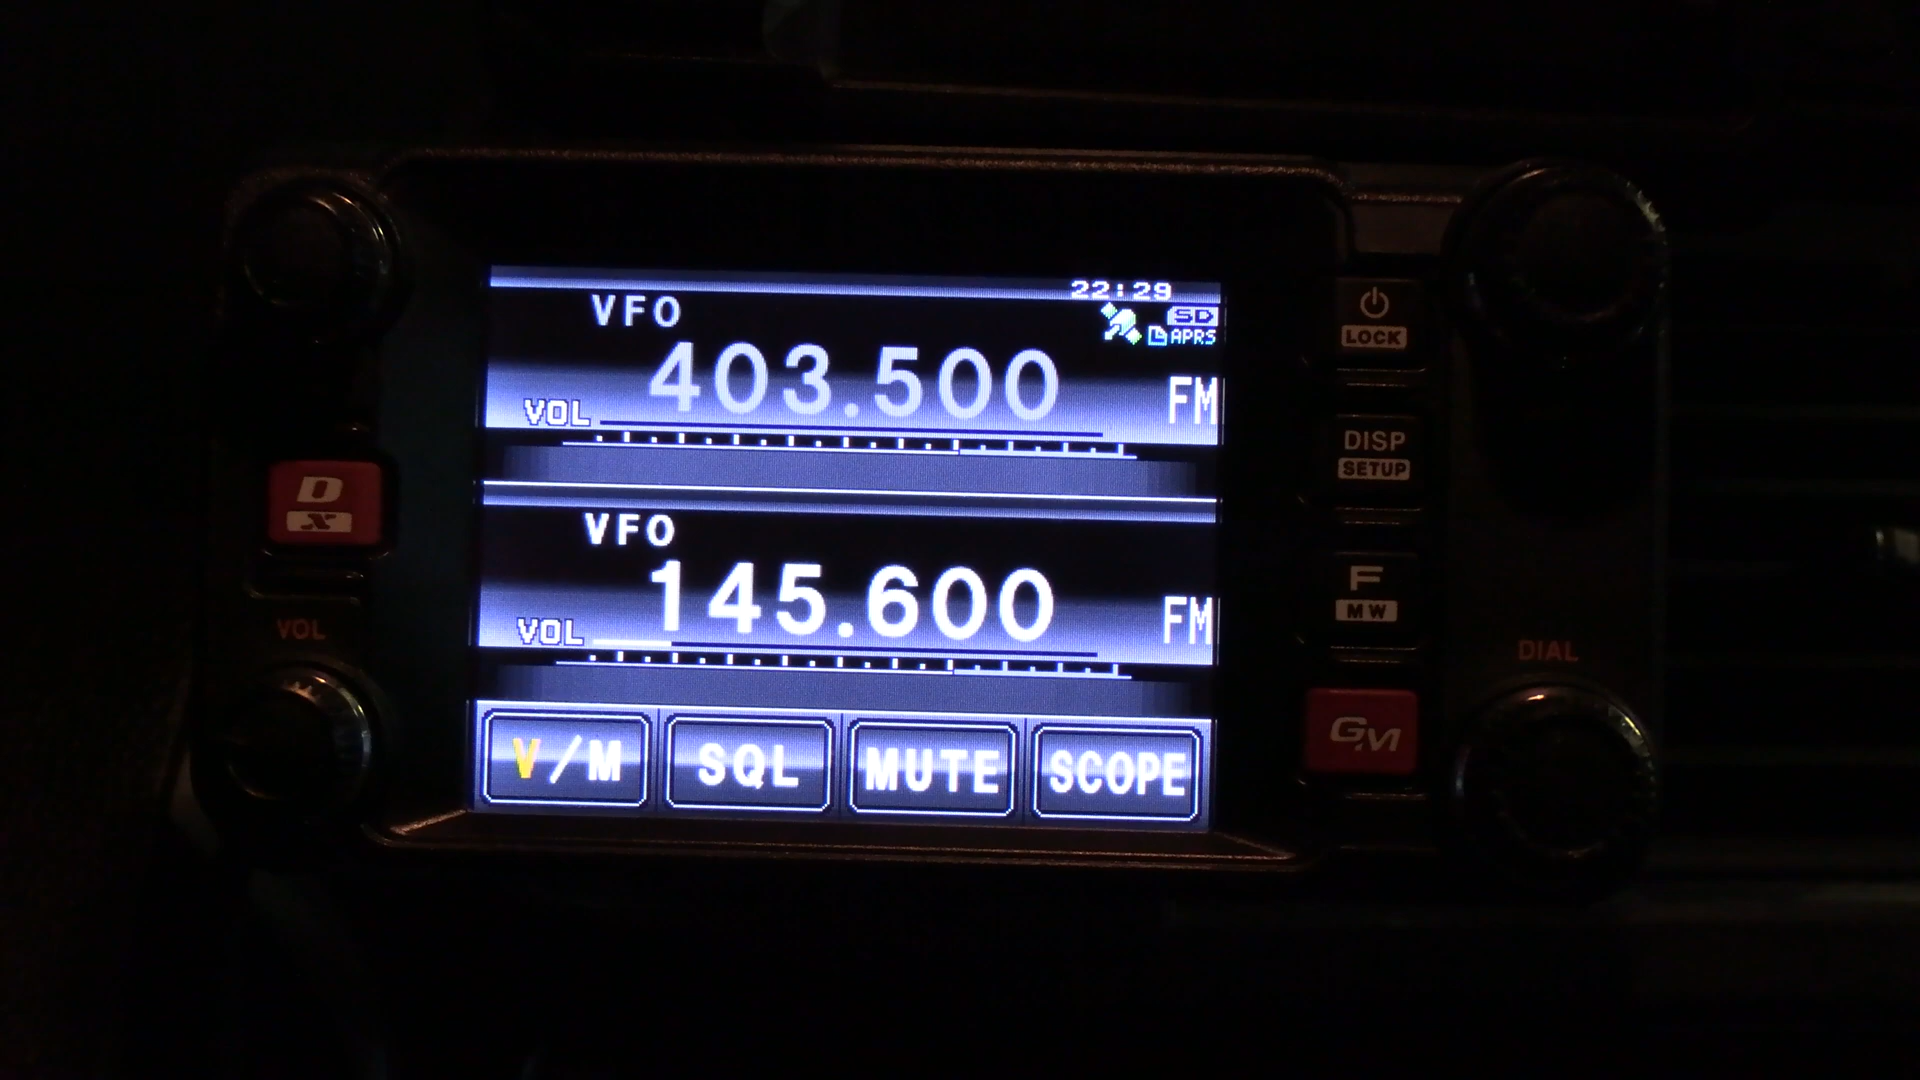 22:29
VFO
SD
APRS
403.500
FM
VOL
VFO
145.600
FM
VOL
V/M
SQL
MUTE
SCOPE
D
X
VOL
LOCK
DISP
SETUP
F
MW
GM
DIAL